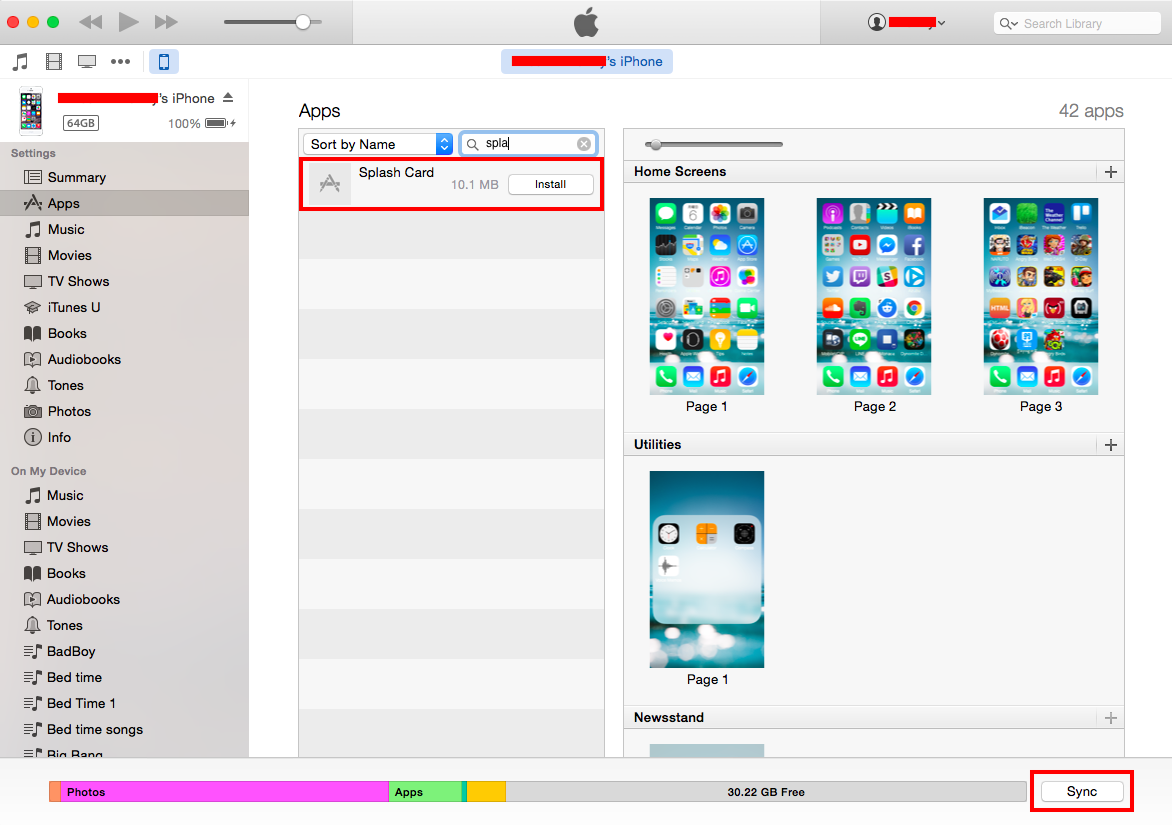 Search Library
's iPhone
's iPhone
64GB
100%
Settings
Summary
Apps
Music
Movies
TV Shows
iTunes U
Books
Audiobooks
Tones
Photos
Info
On My Device
Music
Movies
TV Shows
Books
Audiobooks
Tones
BadBoy
Bed time
Bed Time 1
Bed time songs
Big Bang
Apps
42 apps
Sort by Name
spla
Splash Card
10.1 MB
Install
Home Screens
Page 1
Page 2
Page 3
Utilities
Page 1
Newsstand
Photos
Apps
30.22 GB Free
Sync